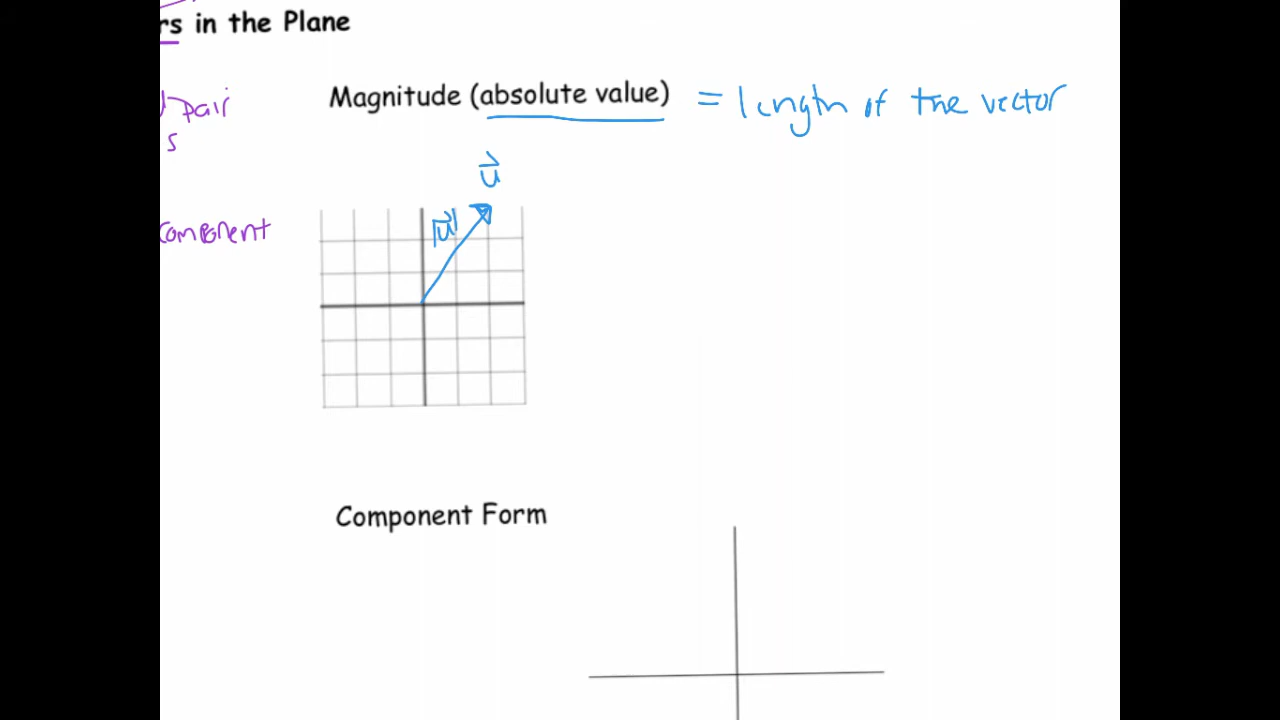 rs in the Plane
Magnitude (absolute value) = length of the vector
pair
s
u⃗
|u⃗|
component
Component Form